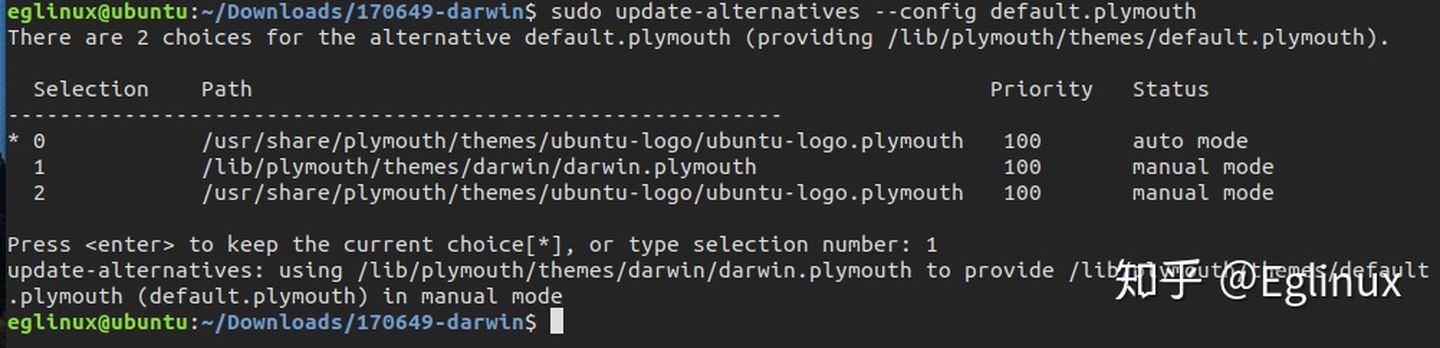 eglinux@ubuntu:~/Downloads/170649-darwin$ sudo update-alternatives --config default.plymouth
There are 2 choices for the alternative default.plymouth (providing /lib/plymouth/themes/default.plymouth).
Selection Path Priority Status
------------------------------------------------------------
* 0 /usr/share/plymouth/themes/ubuntu-logo/ubuntu-logo.plymouth 100 auto mode
1 /lib/plymouth/themes/darwin/darwin.plymouth 100 manual mode
2 /usr/share/plymouth/themes/ubuntu-logo/ubuntu-logo.plymouth 100 manual mode
Press <enter> to keep the current choice[*], or type selection number: 1
update-alternatives: using /lib/plymouth/themes/darwin/darwin.plymouth to provide /lib/plymouth/themes/default
.plymouth (default.plymouth) in manual mode
知乎 @Eglinux
eglinux@ubuntu:~/Downloads/170649-darwin$